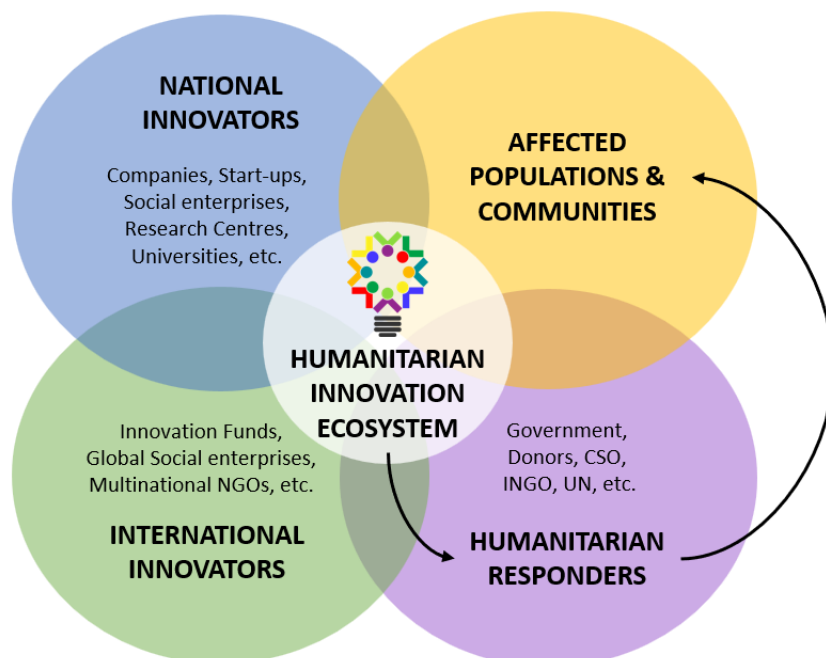 NATIONAL
INNOVATORS
Companies, Start-ups,
Social enterprises,
Research Centres,
Universities, etc.
AFFECTED
POPULATIONS &
COMMUNITIES
HUMANITARIAN
INNOVATION
ECOSYSTEM
Innovation Funds,
Global Social enterprises,
Multinational NGOs, etc.
INTERNATIONAL
INNOVATORS
Government,
Donors, CSO,
INGO, UN, etc.
HUMANITARIAN
RESPONDERS